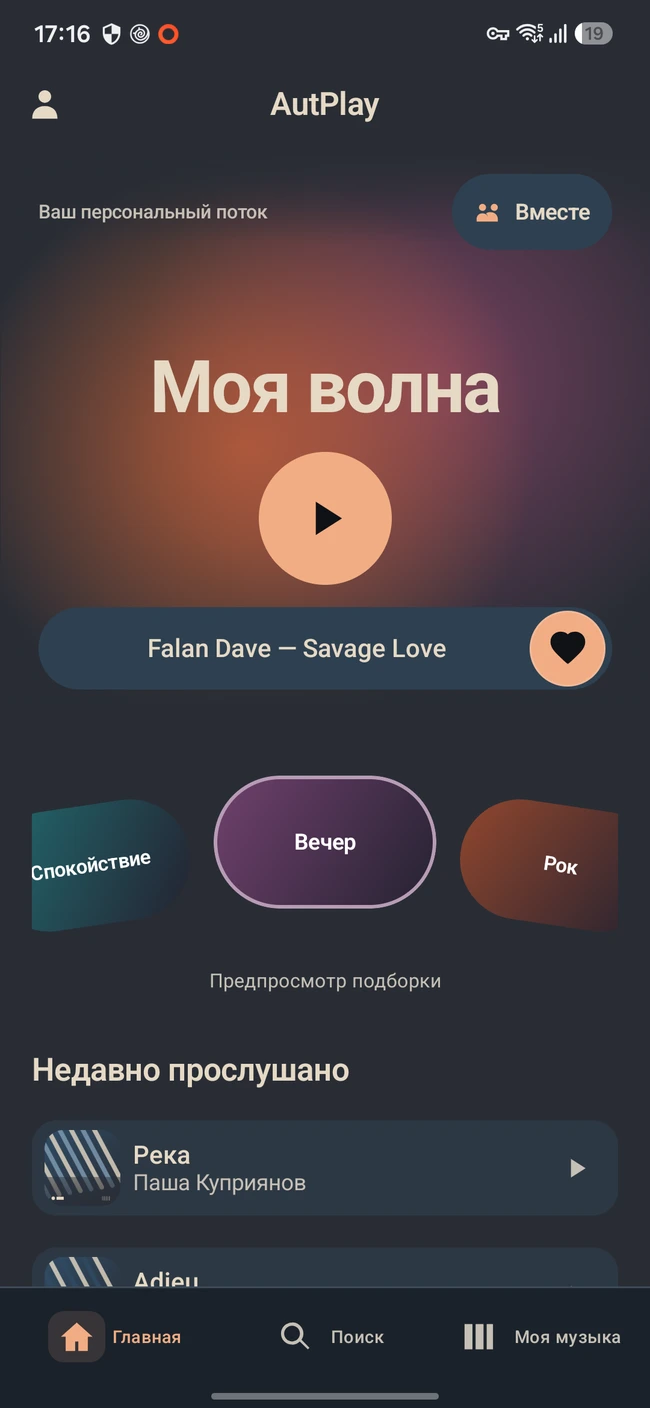 17:16
5
19
AutPlay
Ваш персональный поток
Вместе
Моя волна
Falan Dave — Savage Love
Спокойствие
Вечер
Рок
Предпросмотр подборки
Недавно прослушано
Река
Паша Куприянов
Adieu
Главная
Поиск
Моя музыка